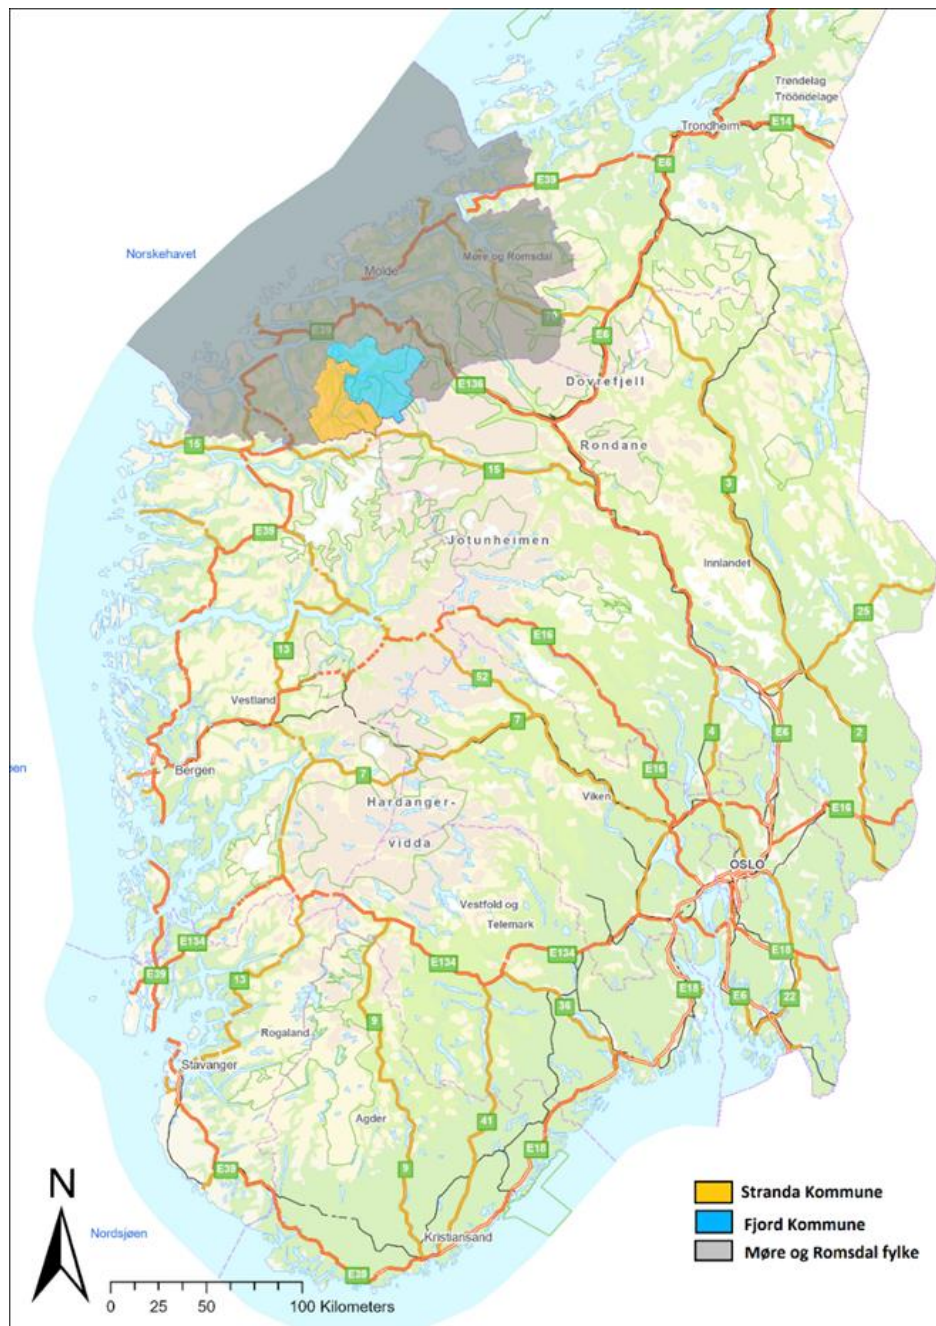 Trøndelag
Trööndelage
Trondheim
E14
E6
E39
Norskehavet
Møre og Romsdal
Molde
70
E39
E6
Dovrefjell
E136
Rondane
15
15
3
E39
Jotunheimen
Innlandet
25
E16
13
52
Vestland
7
4
E6
2
Bergen
7
E16
Viken
E16
Hardanger-
vidda
OSLO
Vestfold og
Telemark
E134
E134
E134
E18
E39
13
E18
E6
22
36
9
Rogaland
Stavanger
Agder
41
E18
E39
9
N
Stranda Kommune
Fjord Kommune
Møre og Romsdal fylke
Nordsjøen
Kristiansand
E39
0 25 50 100 Kilometers